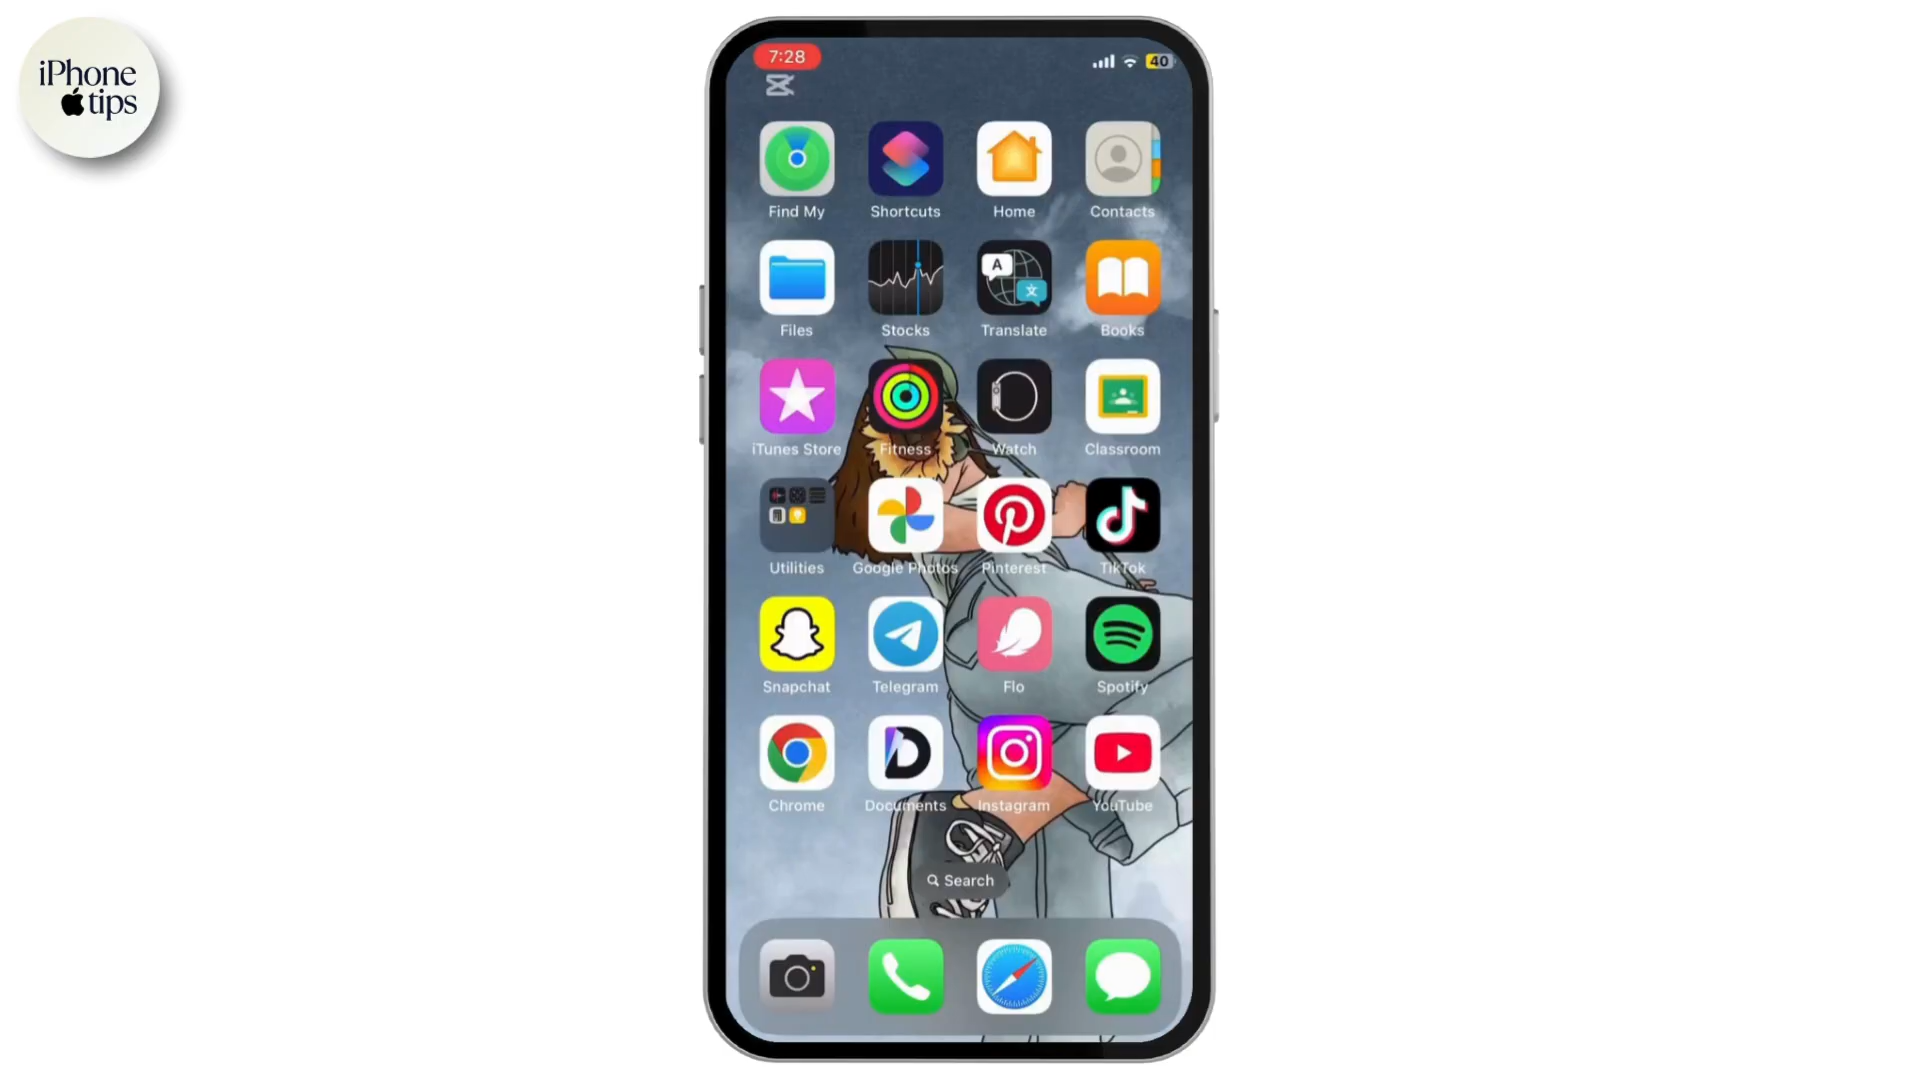 iPhone
tips
7:28
40
Find My
Shortcuts
Home
Contacts
A
文
Files
Stocks
Translate
Books
iTunes Store
Fitness
Watch
Classroom
Utilities
Google Photos
Pinterest
TikTok
Snapchat
Telegram
Flo
Spotify
Chrome
Documents
Instagram
YouTube
Search